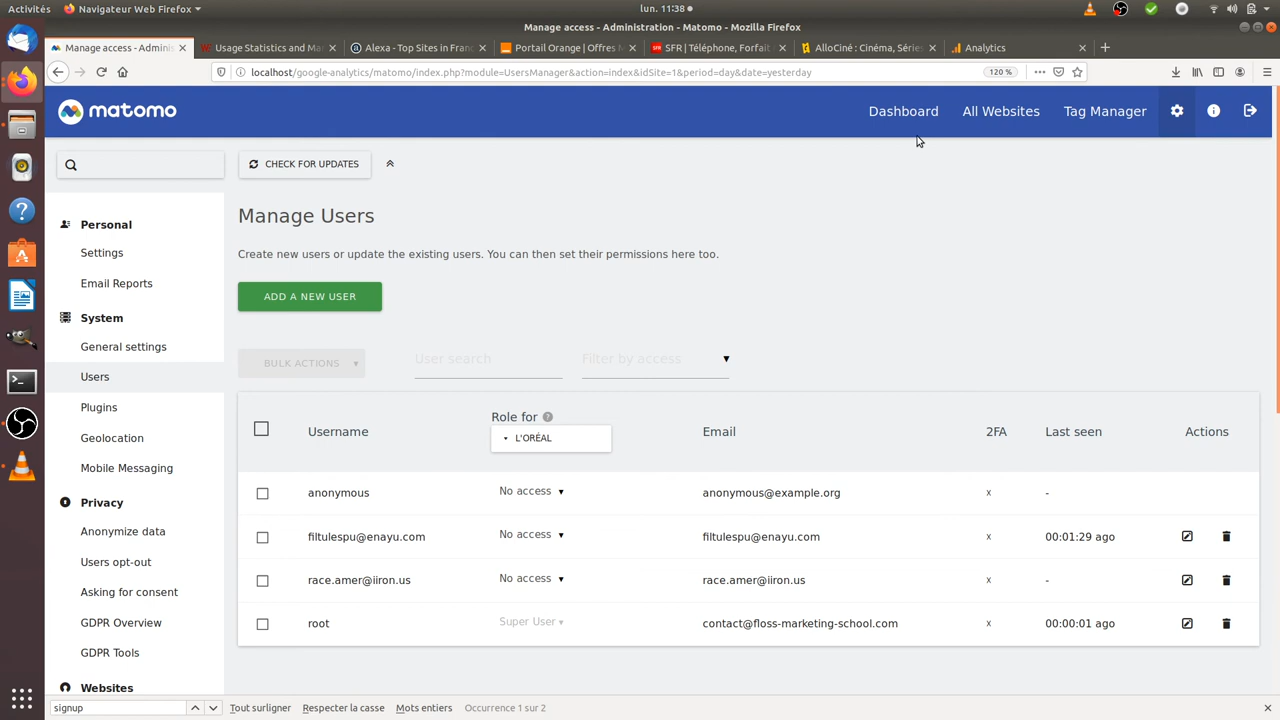 Activités
Navigateur Web Firefox
lun. 11:38
Manage access - Administration - Matomo - Mozilla Firefox
Manage access - Adminis
Usage Statistics and Ma
Alexa - Top Sites in Franc
Portail Orange | Offres M
SFR | Téléphone, Forfait
AlloCiné : Cinéma, Série
Analytics
localhost/google-analytics/matomo/index.php?module=UsersManager&action=index&idSite=1&period=day&date=yesterday
120 %
matomo
Dashboard
All Websites
Tag Manager
CHECK FOR UPDATES
Personal
Settings
Email Reports
System
General settings
Users
Plugins
Geolocation
Mobile Messaging
Privacy
Anonymize data
Users opt-out
Asking for consent
GDPR Overview
GDPR Tools
Websites
Manage Users
Create new users or update the existing users. You can then set their permissions here too.
ADD A NEW USER
BULK ACTIONS
User search
Filter by access
Username
Role for
L'ORÉAL
Email
2FA
Last seen
Actions
anonymous No access anonymous@example.org x -
filtulespu@enayu.com No access filtulespu@enayu.com x 00:01:29 ago
race.amer@iiron.us No access race.amer@iiron.us x -
root Super User contact@floss-marketing-school.com x 00:00:01 ago
signup
Tout surligner
Respecter la casse
Mots entiers
Occurrence 1 sur 2